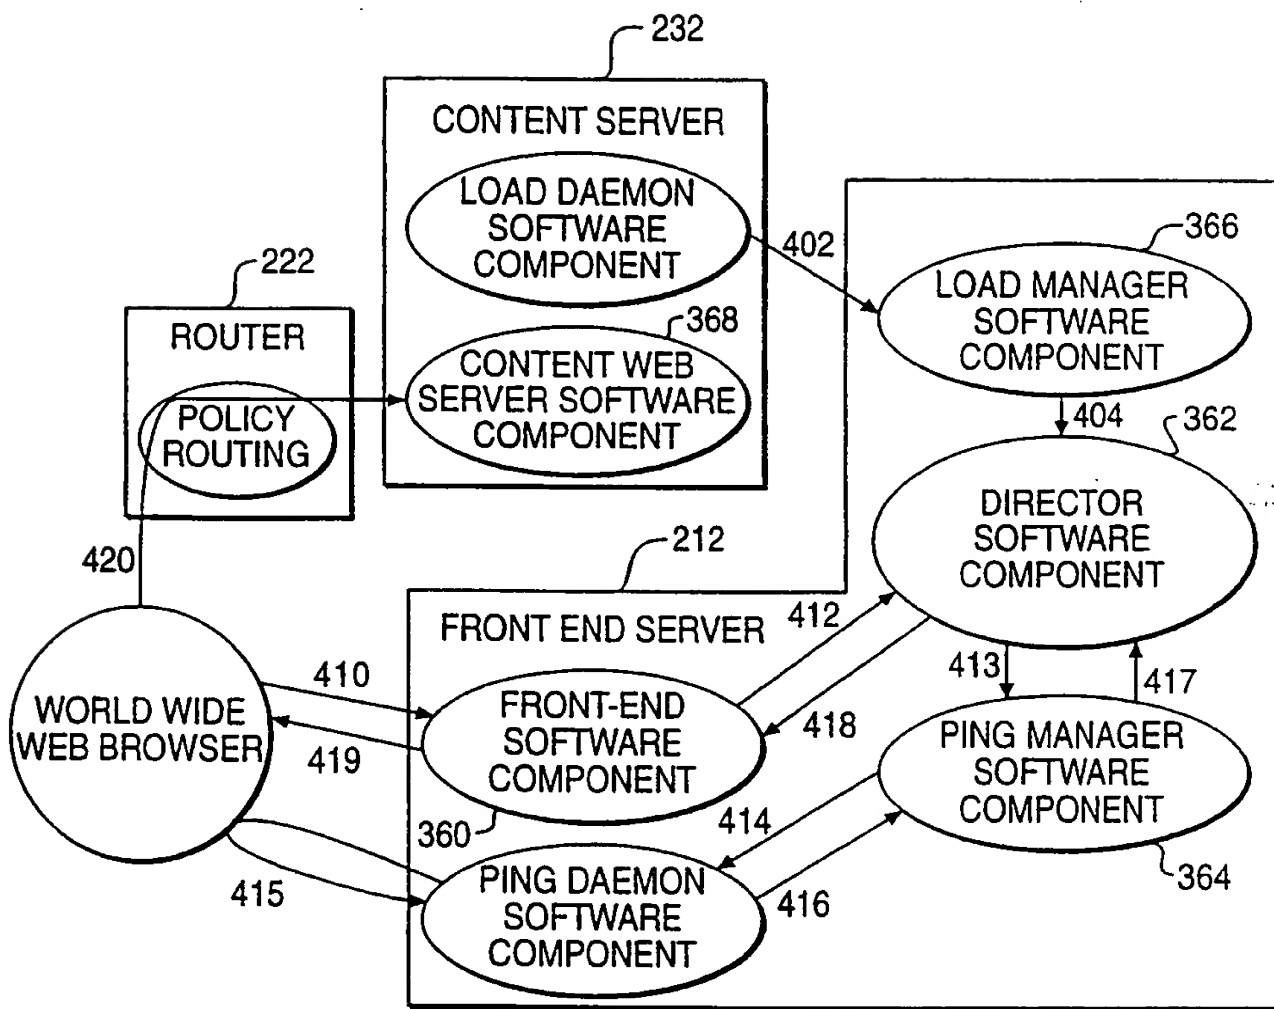 232
CONTENT SERVER
LOAD DAEMON
SOFTWARE
COMPONENT
402
366
LOAD MANAGER
SOFTWARE
COMPONENT
222
ROUTER
POLICY
ROUTING
368
CONTENT WEB
SERVER SOFTWARE
COMPONENT
404
362
DIRECTOR
SOFTWARE
COMPONENT
420
212
FRONT END SERVER
412
410
WORLD WIDE
WEB BROWSER
419
FRONT-END
SOFTWARE
COMPONENT
418
413
417
PING MANAGER
SOFTWARE
COMPONENT
360
414
364
415
PING DAEMON
SOFTWARE
COMPONENT
416